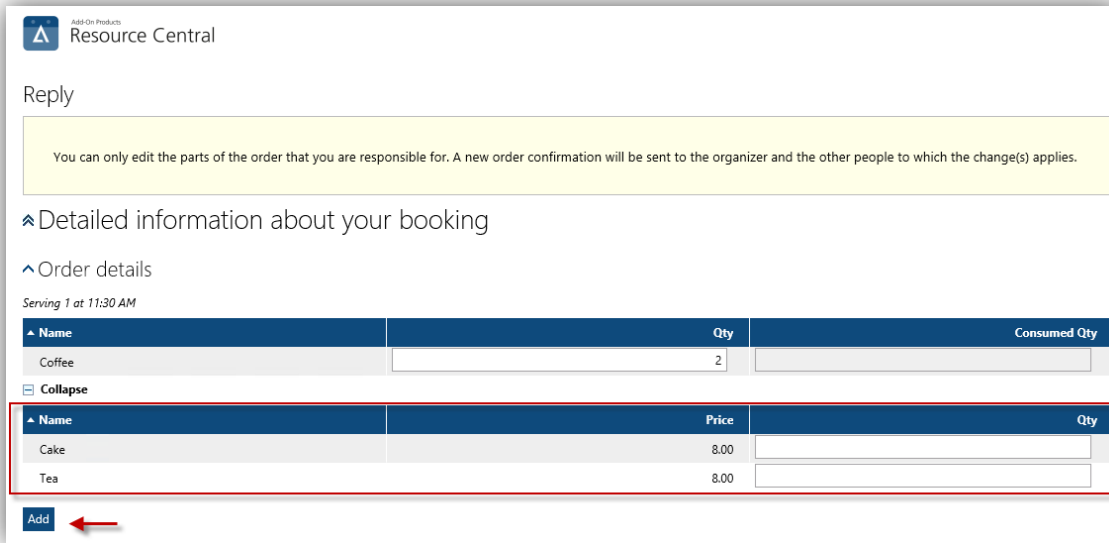 Add-On Products
Resource Central
Reply
You can only edit the parts of the order that you are responsible for. A new order confirmation will be sent to the organizer and the other people to which the change(s) applies.
Detailed information about your booking
Order details
Serving 1 at 11:30 AM
Name Qty Consumed Qty
Coffee 2
Collapse
Name Price Qty
Cake 8.00
Tea 8.00
Add